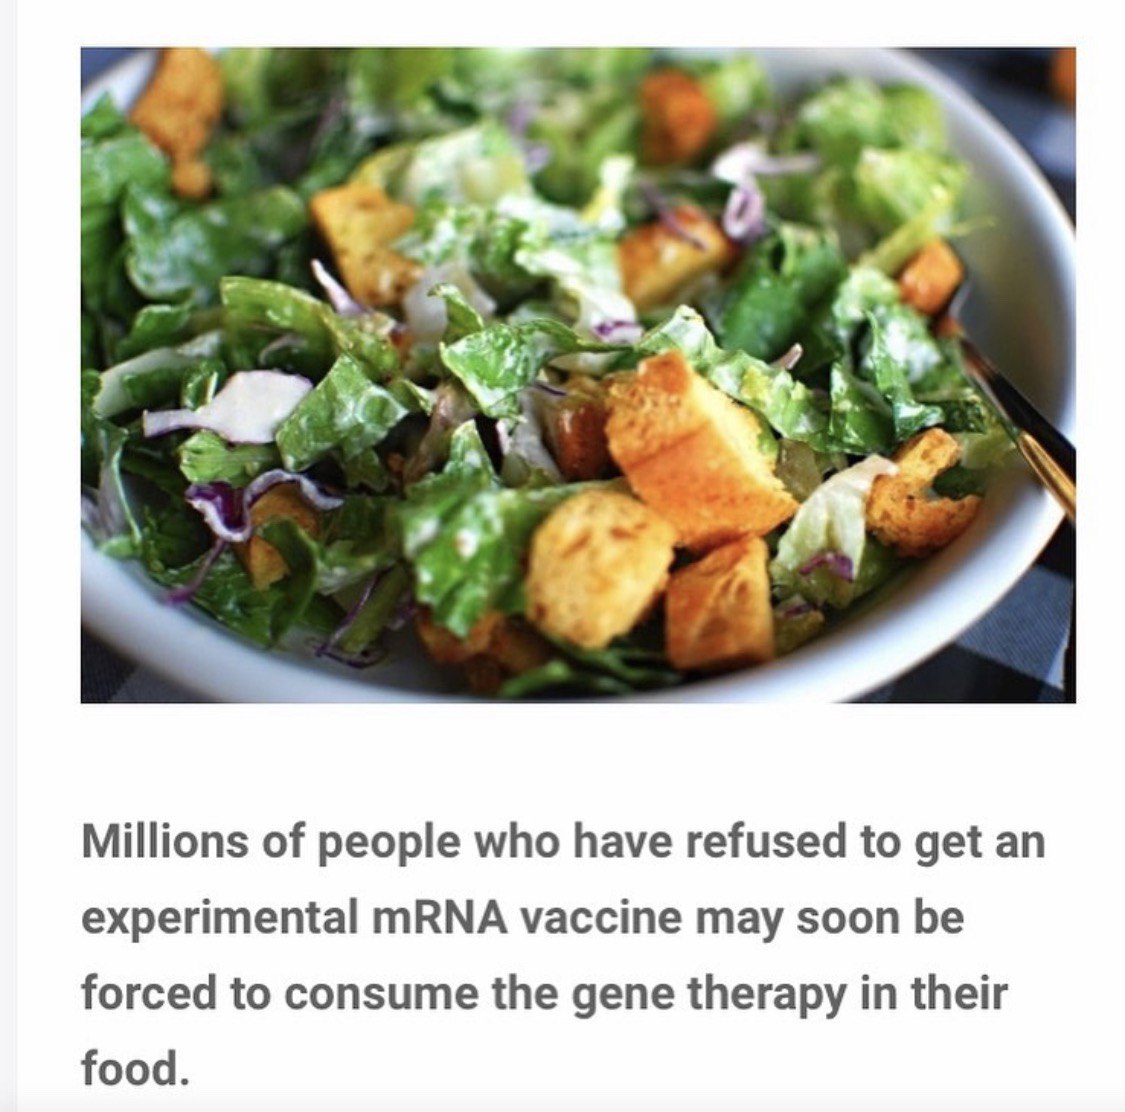 Millions of people who have refused to get an
experimental mRNA vaccine may soon be
forced to consume the gene therapy in their
food.